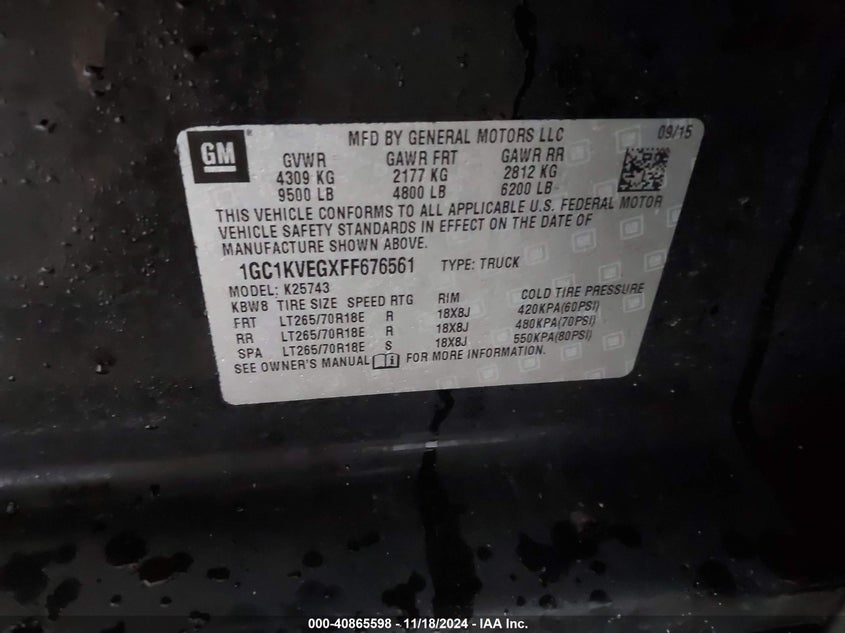 GM®
MFD BY GENERAL MOTORS LLC 09/15
GVWR GAWR FRT GAWR RR
4309 KG 2177 KG 2812 KG
9500 LB 4800 LB 6200 LB
THIS VEHICLE CONFORMS TO ALL APPLICABLE U.S. FEDERAL MOTOR
VEHICLE SAFETY STANDARDS IN EFFECT ON THE DATE OF
MANUFACTURE SHOWN ABOVE.
1GC1KVEGXFF676561 TYPE: TRUCK
MODEL: K25743
KBW8 TIRE SIZE SPEED RTG RIM COLD TIRE PRESSURE
FRT LT265/70R18E R 18X8J 420KPA(60PSI)
RR LT265/70R18E R 18X8J 480KPA(70PSI)
SPA LT265/70R18E S 18X8J 550KPA(80PSI)
SEE OWNER'S MANUAL FOR MORE INFORMATION.
000-40865598 - 11/18/2024 - IAA Inc.